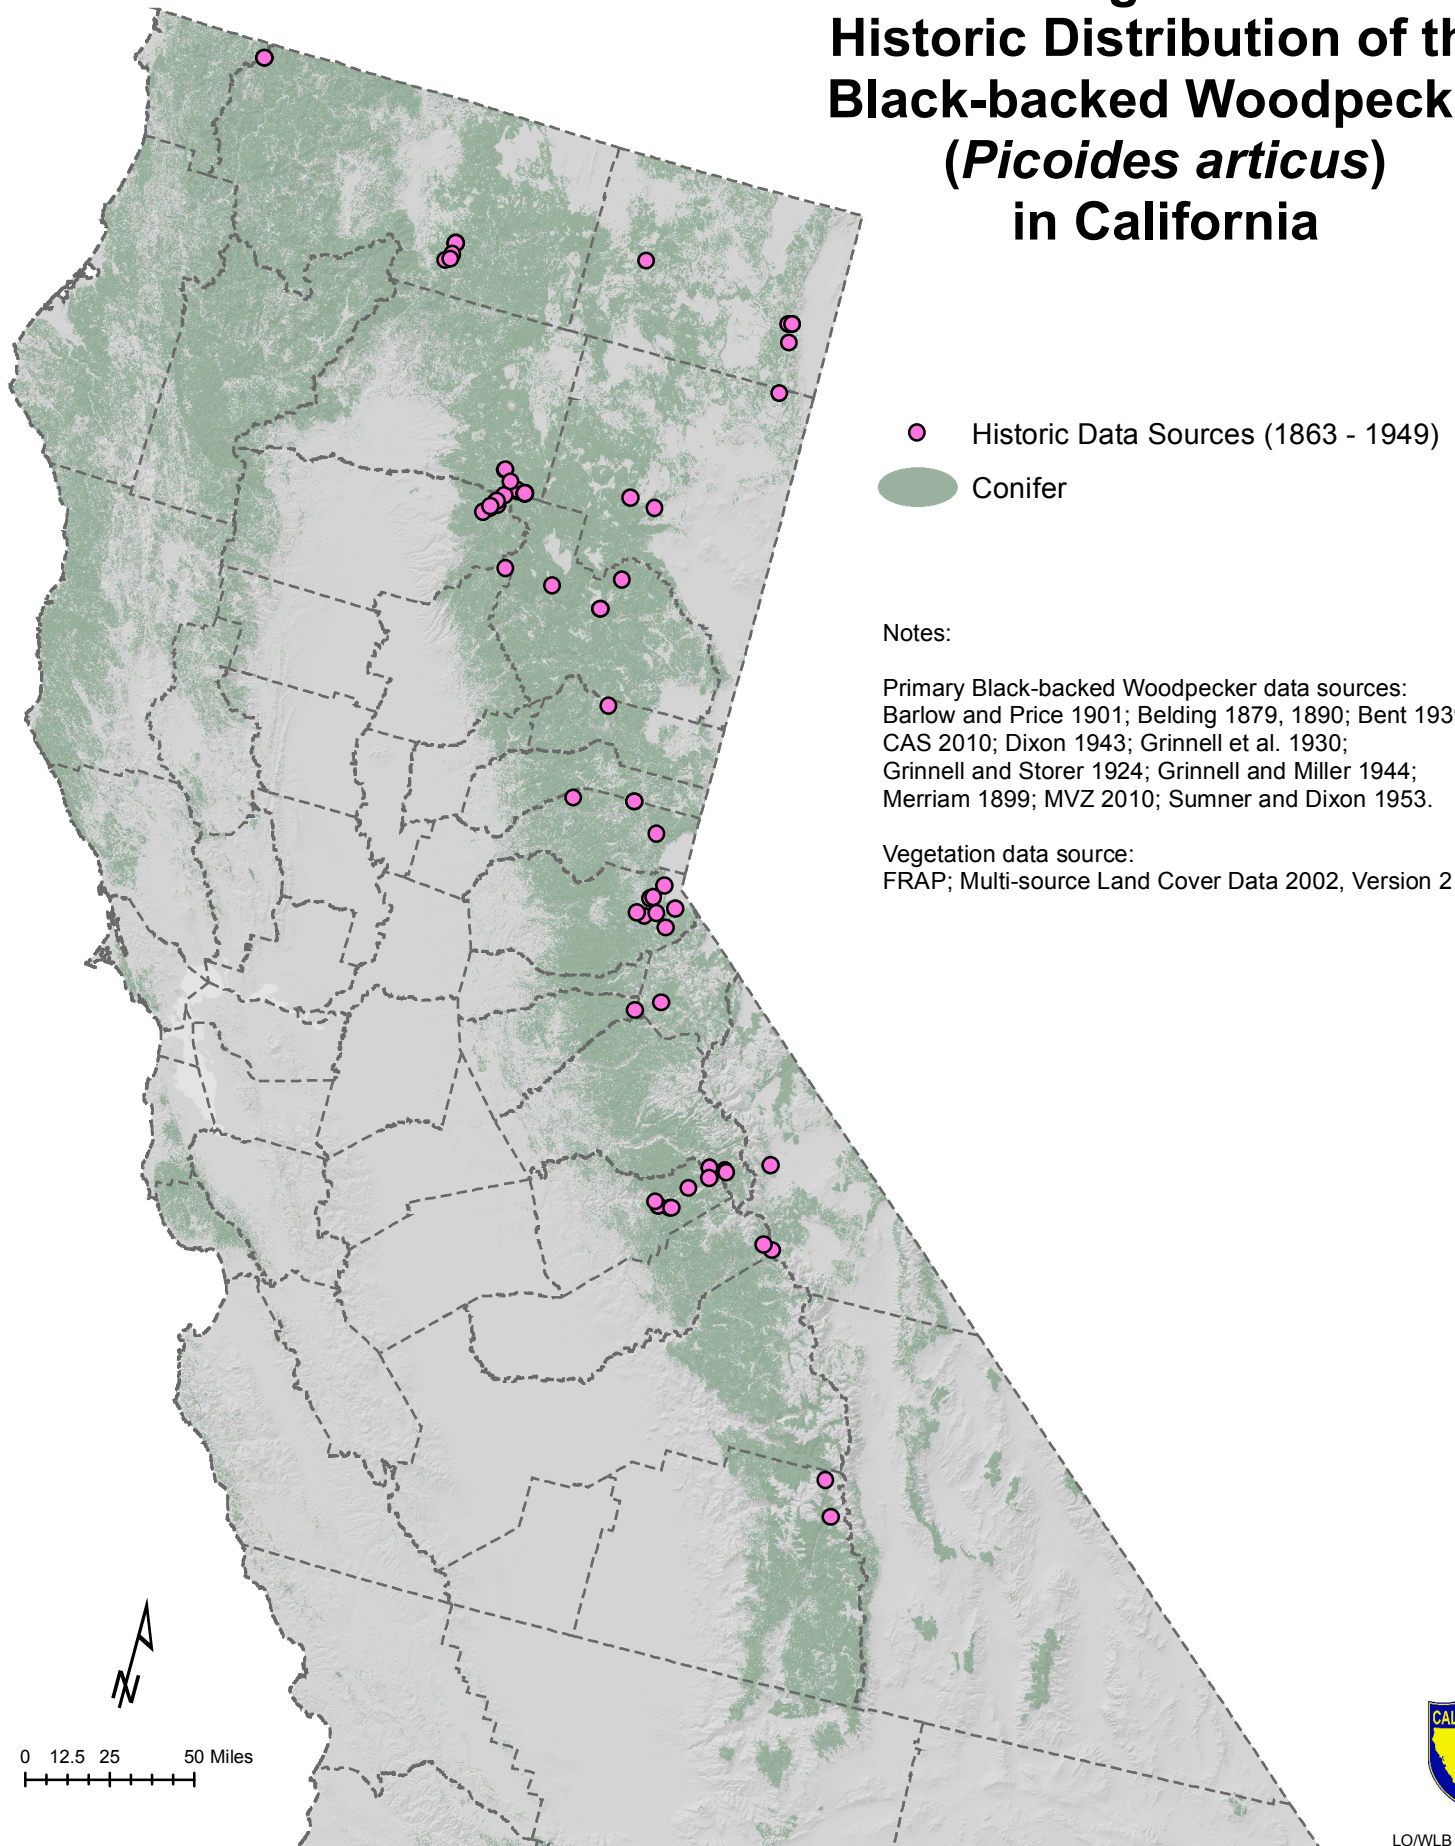 Historic Distribution of th
Black-backed Woodpeck
(Picoides articus)
in California
Historic Data Sources (1863 - 1949)
Conifer
Notes:
Primary Black-backed Woodpecker data sources:
Barlow and Price 1901; Belding 1879, 1890; Bent 193
CAS 2010; Dixon 1943; Grinnell et al. 1930;
Grinnell and Storer 1924; Grinnell and Miller 1944;
Merriam 1899; MVZ 2010; Sumner and Dixon 1953.
Vegetation data source:
FRAP; Multi-source Land Cover Data 2002, Version 2
N
0 12.5 25 50 Miles
CAL
LO/WLB